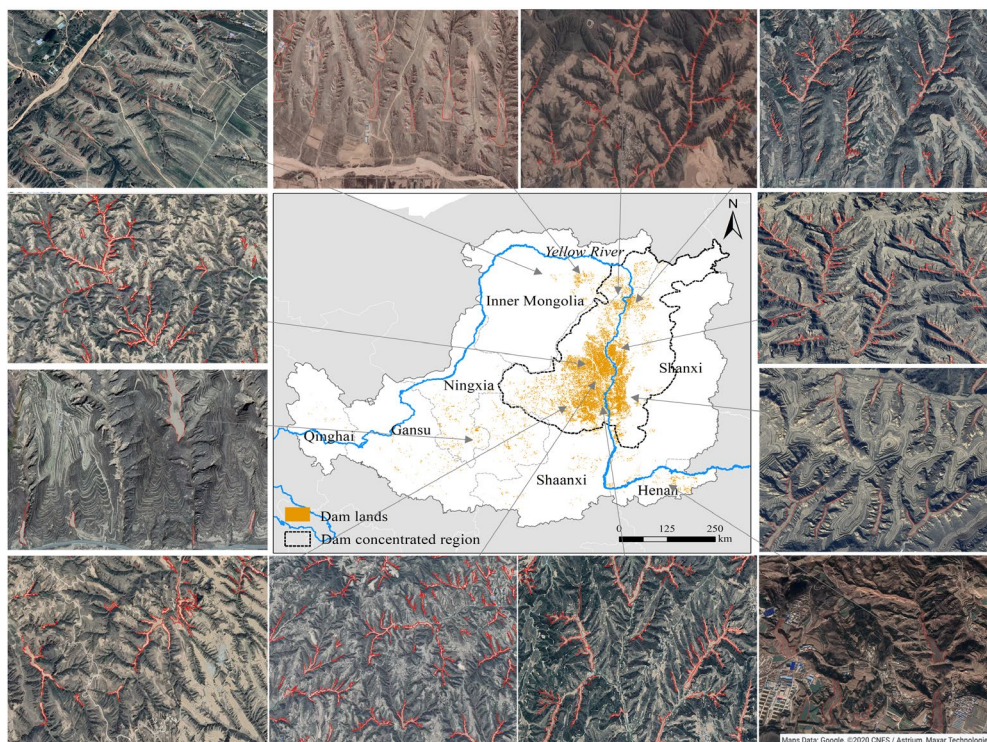 N
Yellow River
Inner Mongolia
Shanxi
Ningxia
Gansu
Qinghai
Shaanxi
Henan
Dam lands
Dam concentrated region
0 125 250
km
Maps Data: Google, ©2020 CNES / Astrium, Maxar Technologie